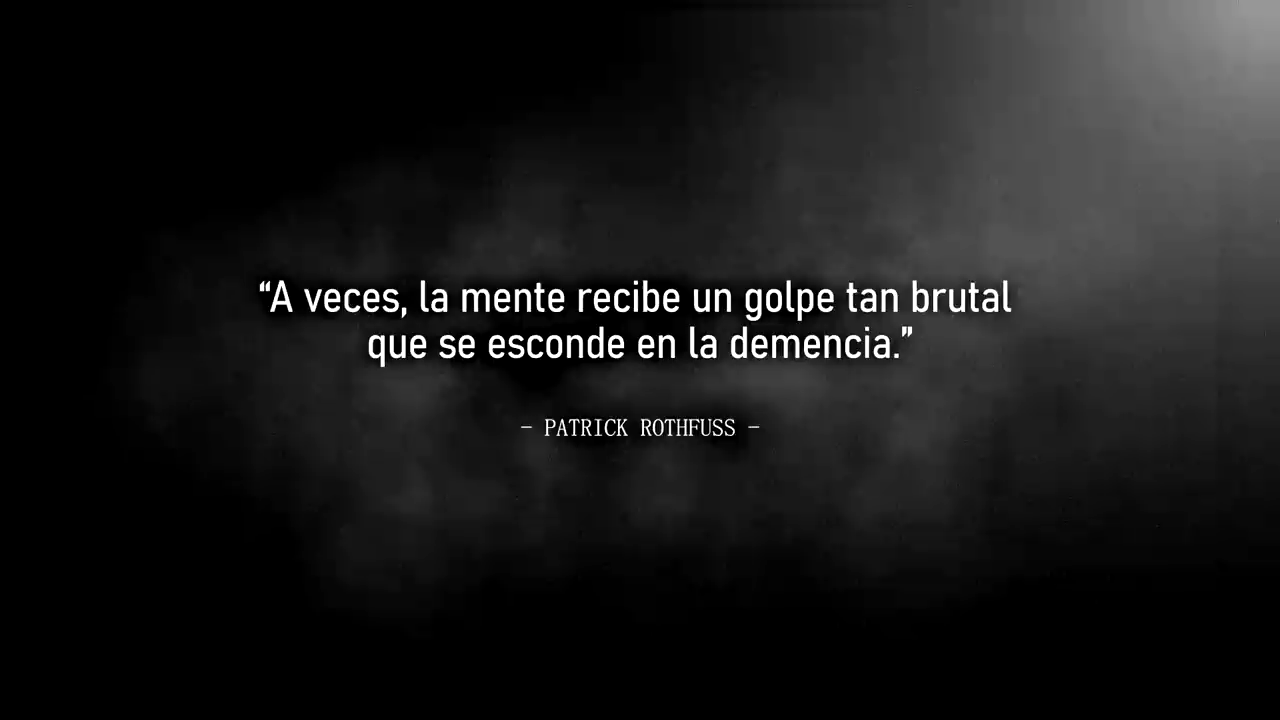 “A veces, la mente recibe un golpe tan brutal
que se esconde en la demencia.”
- PATRICK ROTHFUSS -